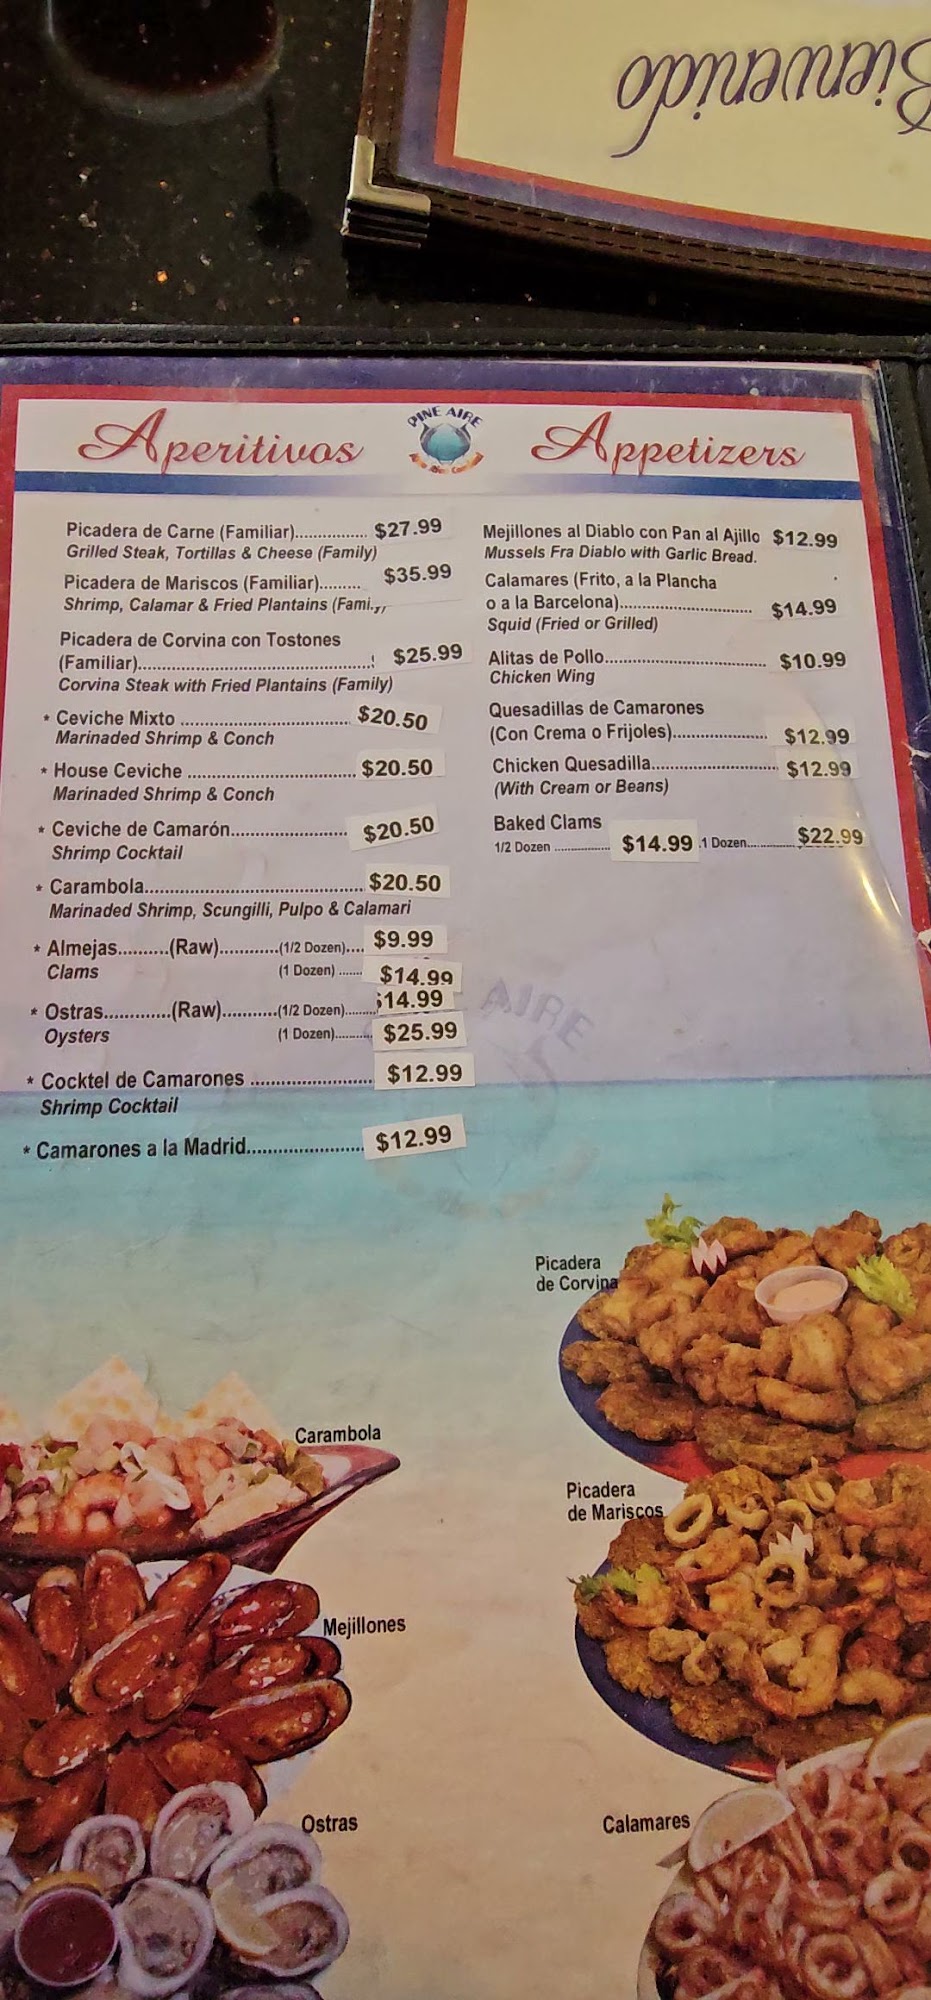 Bienvenido
Aperitivos
PINE AIRE
Appetizers
Picadera de Carne (Familiar)................ $27.99
Grilled Steak, Tortillas & Cheese (Family)
Picadera de Mariscos (Familiar)......... $35.99
Shrimp, Calamar & Fried Plantains
Picadera de Corvina con Tostones
(Familiar)................................................... $25.99
Corvina Steak with Fried Plantains (Family)
* Ceviche Mixto .................................... $20.50
Marinaded Shrimp & Conch
* House Ceviche .................................... $20.50
Marinaded Shrimp & Conch
* Ceviche de Camarón......................... $20.50
Shrimp Cocktail
* Carambola............................................... $20.50
Marinaded Shrimp, Scungilli, Pulpo & Calamari
* Almejas..........(Raw)............(1/2 Dozen).... $9.99
Clams (1 Dozen) ....... $14.99
* Ostras.............(Raw)...........(1/2 Dozen)......... $14.99
Oysters (1 Dozen)........... $25.99
* Cocktel de Camarones .......................... $12.99
Shrimp Cocktail
* Camarones a la Madrid......................... $12.99
Mejillones al Diablo con Pan al Ajillo $12.99
Mussels Fra Diablo with Garlic Bread.
Calamares (Frito, a la Plancha
o a la Barcelona)............................. $14.99
Squid (Fried or Grilled)
Alitas de Pollo................................... $10.99
Chicken Wing
Quesadillas de Camarones
(Con Crema o Frijoles)..................... $12.99
Chicken Quesadilla........................... $12.99
(With Cream or Beans)
Baked Clams
1/2 Dozen ................ $14.99 .1 Dozen.............. $22.99
AIRE
Picadera
de Corvina
Carambola
Picadera
de Mariscos
Mejillones
Ostras
Calamares